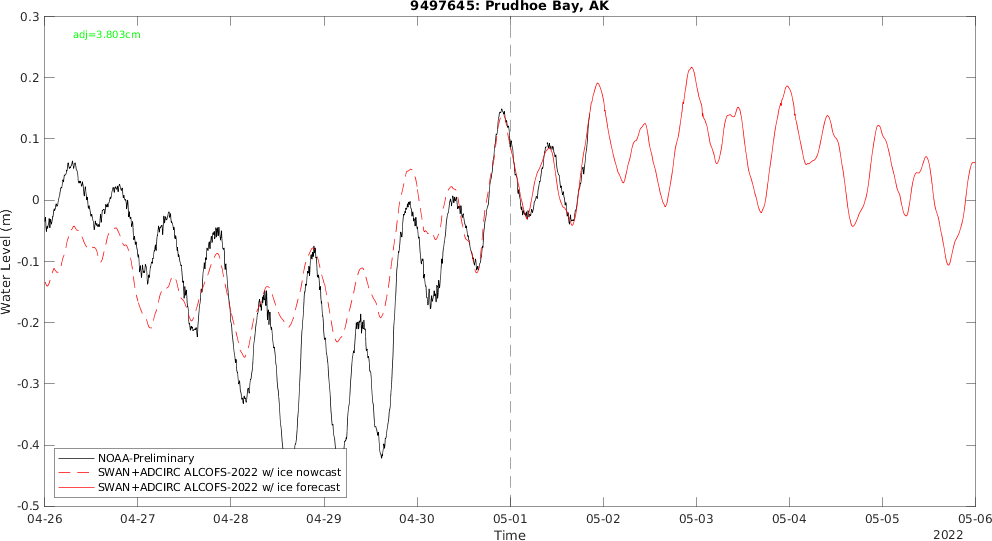 9497645: Prudhoe Bay, AK
adj=3.803cm
0.3
0.2
0.1
0
-0.1
-0.2
-0.3
-0.4
-0.5
Water Level (m)
NOAA-Preliminary
SWAN+ADCIRC ALCOFS-2022 w/ ice nowcast
SWAN+ADCIRC ALCOFS-2022 w/ ice forecast
04-26 04-27 04-28 04-29 04-30 05-01 05-02 05-03 05-04 05-05 05-06
Time
2022